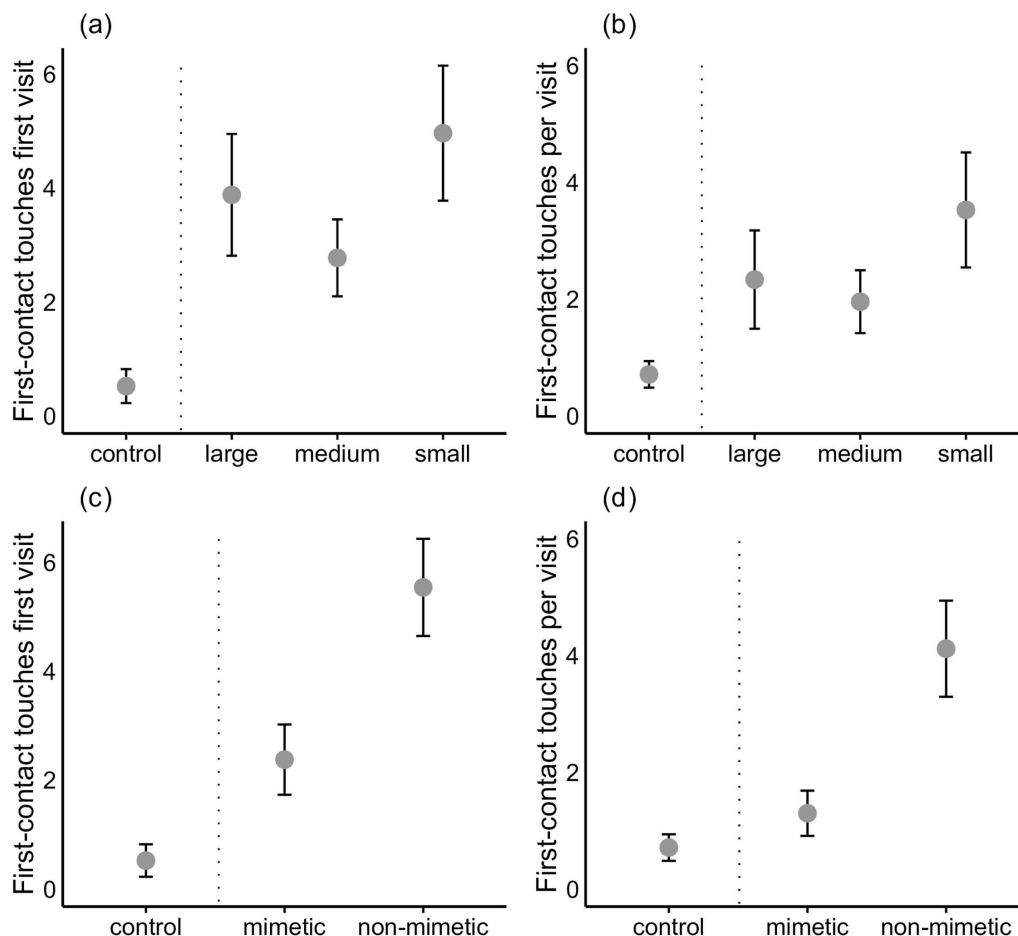 (a)
First-contact touches first visit
6
4
2
0
control large medium small
(b)
First-contact touches per visit
6
4
2
0
control large medium small
(c)
First-contact touches first visit
6
4
2
0
control mimetic non-mimetic
(d)
First-contact touches per visit
6
4
2
0
control mimetic non-mimetic